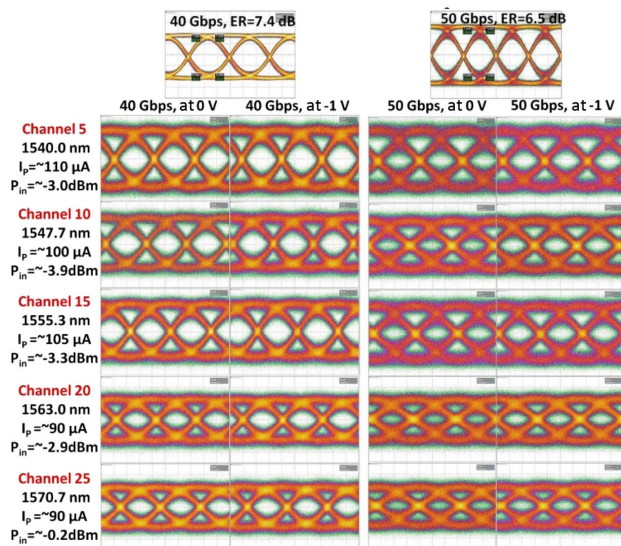 40 Gbps, ER=7.4 dB
50 Gbps, ER=6.5 dB
40 Gbps, at 0 V
40 Gbps, at -1 V
50 Gbps, at 0 V
50 Gbps, at -1 V
Channel 5
1540.0 nm
IP=~110 µA
Pin=~-3.0dBm
Channel 10
1547.7 nm
IP=~100 µA
Pin=~-3.9dBm
Channel 15
1555.3 nm
IP=~105 µA
Pin=~-3.3dBm
Channel 20
1563.0 nm
IP=~90 µA
Pin=~-2.9dBm
Channel 25
1570.7 nm
IP=~90 µA
Pin=~-0.2dBm